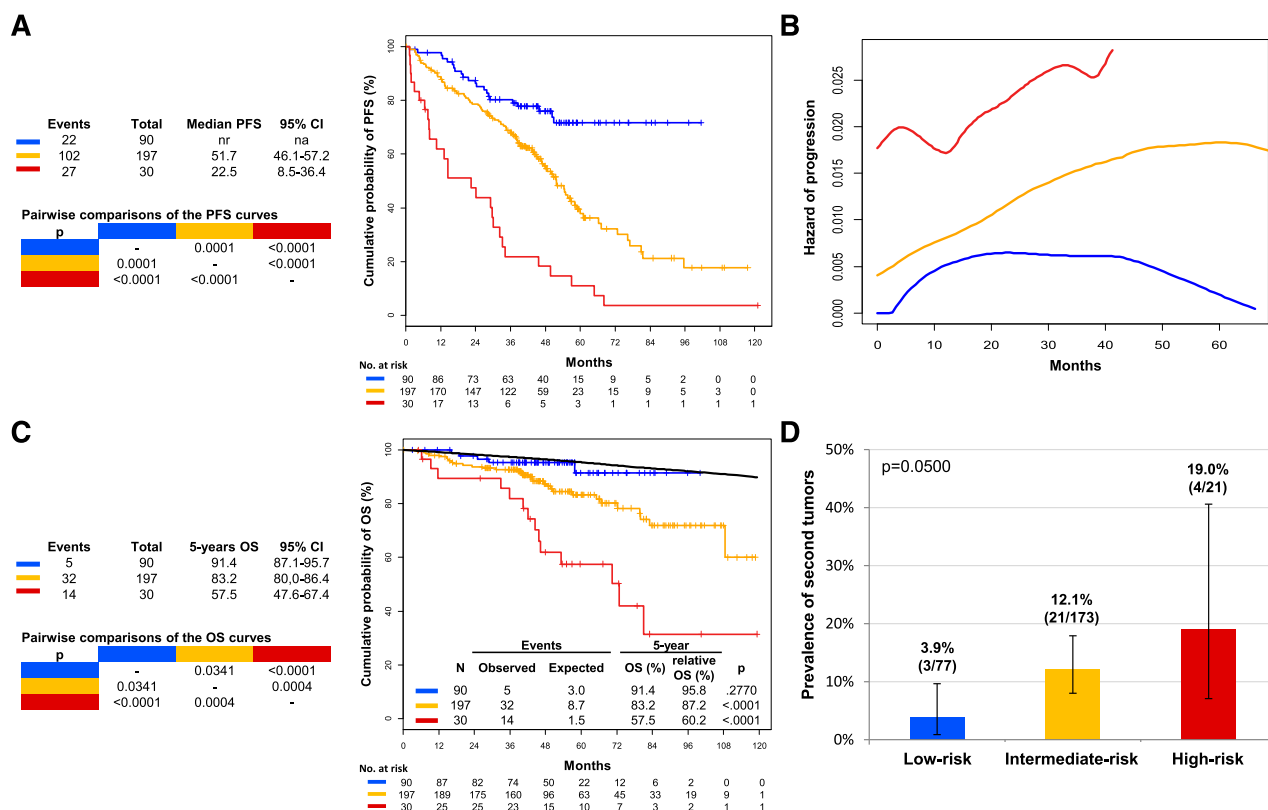 A
Events Total Median PFS 95% CI
22 90 nr na
102 197 51.7 46.1-57.2
27 30 22.5 8.5-36.4
Pairwise comparisons of the PFS curves
p
- 0.0001 <0.0001
0.0001 - <0.0001
<0.0001 <0.0001 -
Cumulative probability of PFS (%)
100
80
60
40
20
0
0 12 24 36 48 60 72 84 96 108 120
Months
No. at risk
90 86 73 63 40 15 9 5 2 0 0
197 170 147 122 59 23 15 9 5 3 0
30 17 13 6 5 3 1 1 1 1 1
B
Hazard of progression
0.025
0.020
0.015
0.010
0.005
0.000
0 10 20 30 40 50 60
Months
C
Events Total 5-years OS 95% CI
5 90 91.4 87.1-95.7
32 197 83.2 80,0-86.4
14 30 57.5 47.6-67.4
Pairwise comparisons of the OS curves
p
- 0.0341 <0.0001
0.0341 - 0.0004
<0.0001 0.0004 -
Cumulative probability of OS (%)
100
80
60
40
20
0
Events 5-year
N Observed Expected OS (%) relative OS (%) p
90 5 3.0 91.4 95.8 .2770
197 32 8.7 83.2 87.2 <.0001
30 14 1.5 57.5 60.2 <.0001
0 12 24 36 48 60 72 84 96 108 120
Months
No. at risk
90 87 82 74 50 22 12 6 2 0 0
197 189 175 160 96 63 45 33 19 9 1
30 25 25 23 15 10 7 3 2 1 1
D
Prevalence of second tumors
50%
40%
30%
20%
10%
0%
p=0.0500
3.9%
(3/77)
12.1%
(21/173)
19.0%
(4/21)
Low-risk Intermediate-risk High-risk